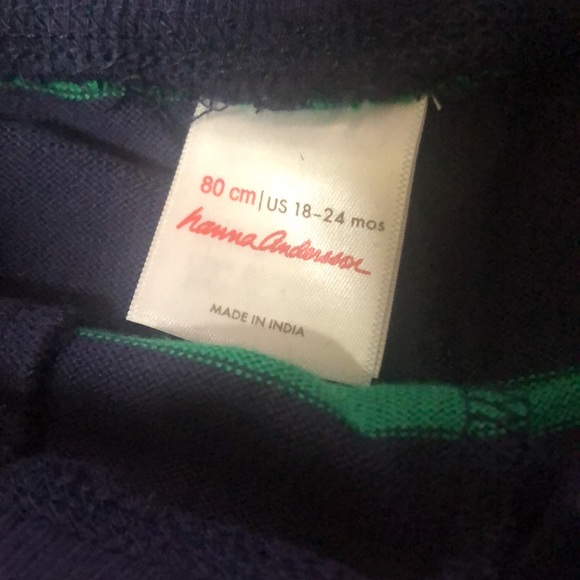 80 cm | US 18-24 mos
hanna Andersson
MADE IN INDIA